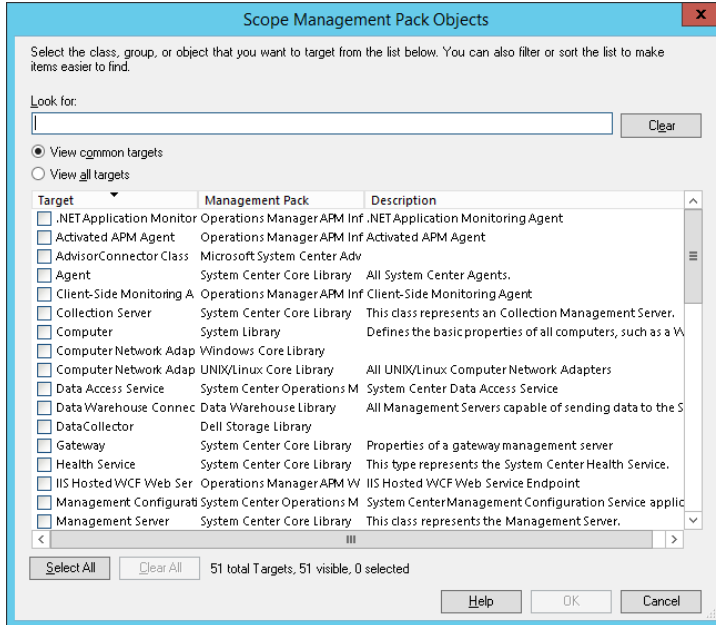 Scope Management Pack Objects
x
Select the class, group, or object that you want to target from the list below. You can also filter or sort the list to make
items easier to find.
Look for:
Clear
View common targets
View all targets
Target Management Pack Description
.NET Application Monitor Operations Manager APM Inf .NET Application Monitoring Agent
Activated APM Agent Operations Manager APM Inf Activated APM Agent
AdvisorConnector Class Microsoft System Center Adv
Agent System Center Core Library All System Center Agents.
Client-Side Monitoring A Operations Manager APM Inf Client-Side Monitoring Agent
Collection Server System Center Core Library This class represents an Collection Management Server.
Computer System Library Defines the basic properties of all computers, such as a W
Computer Network Adap Windows Core Library
Computer Network Adap UNIX/Linux Core Library All UNIX/Linux Computer Network Adapters
Data Access Service System Center Operations M System Center Data Access Service
Data Warehouse Connec Data Warehouse Library All Management Servers capable of sending data to the S
DataCollector Dell Storage Library
Gateway System Center Core Library Properties of a gateway management server
Health Service System Center Core Library This type represents the System Center Health Service.
IIS Hosted WCF Web Ser Operations Manager APM W IIS Hosted WCF Web Service Endpoint
Management Configurati System Center Operations M System Center Management Configuration Service applic
Management Server System Center Core Library This class represents the Management Server.
Select All Clear All 51 total Targets, 51 visible, 0 selected
Help OK Cancel